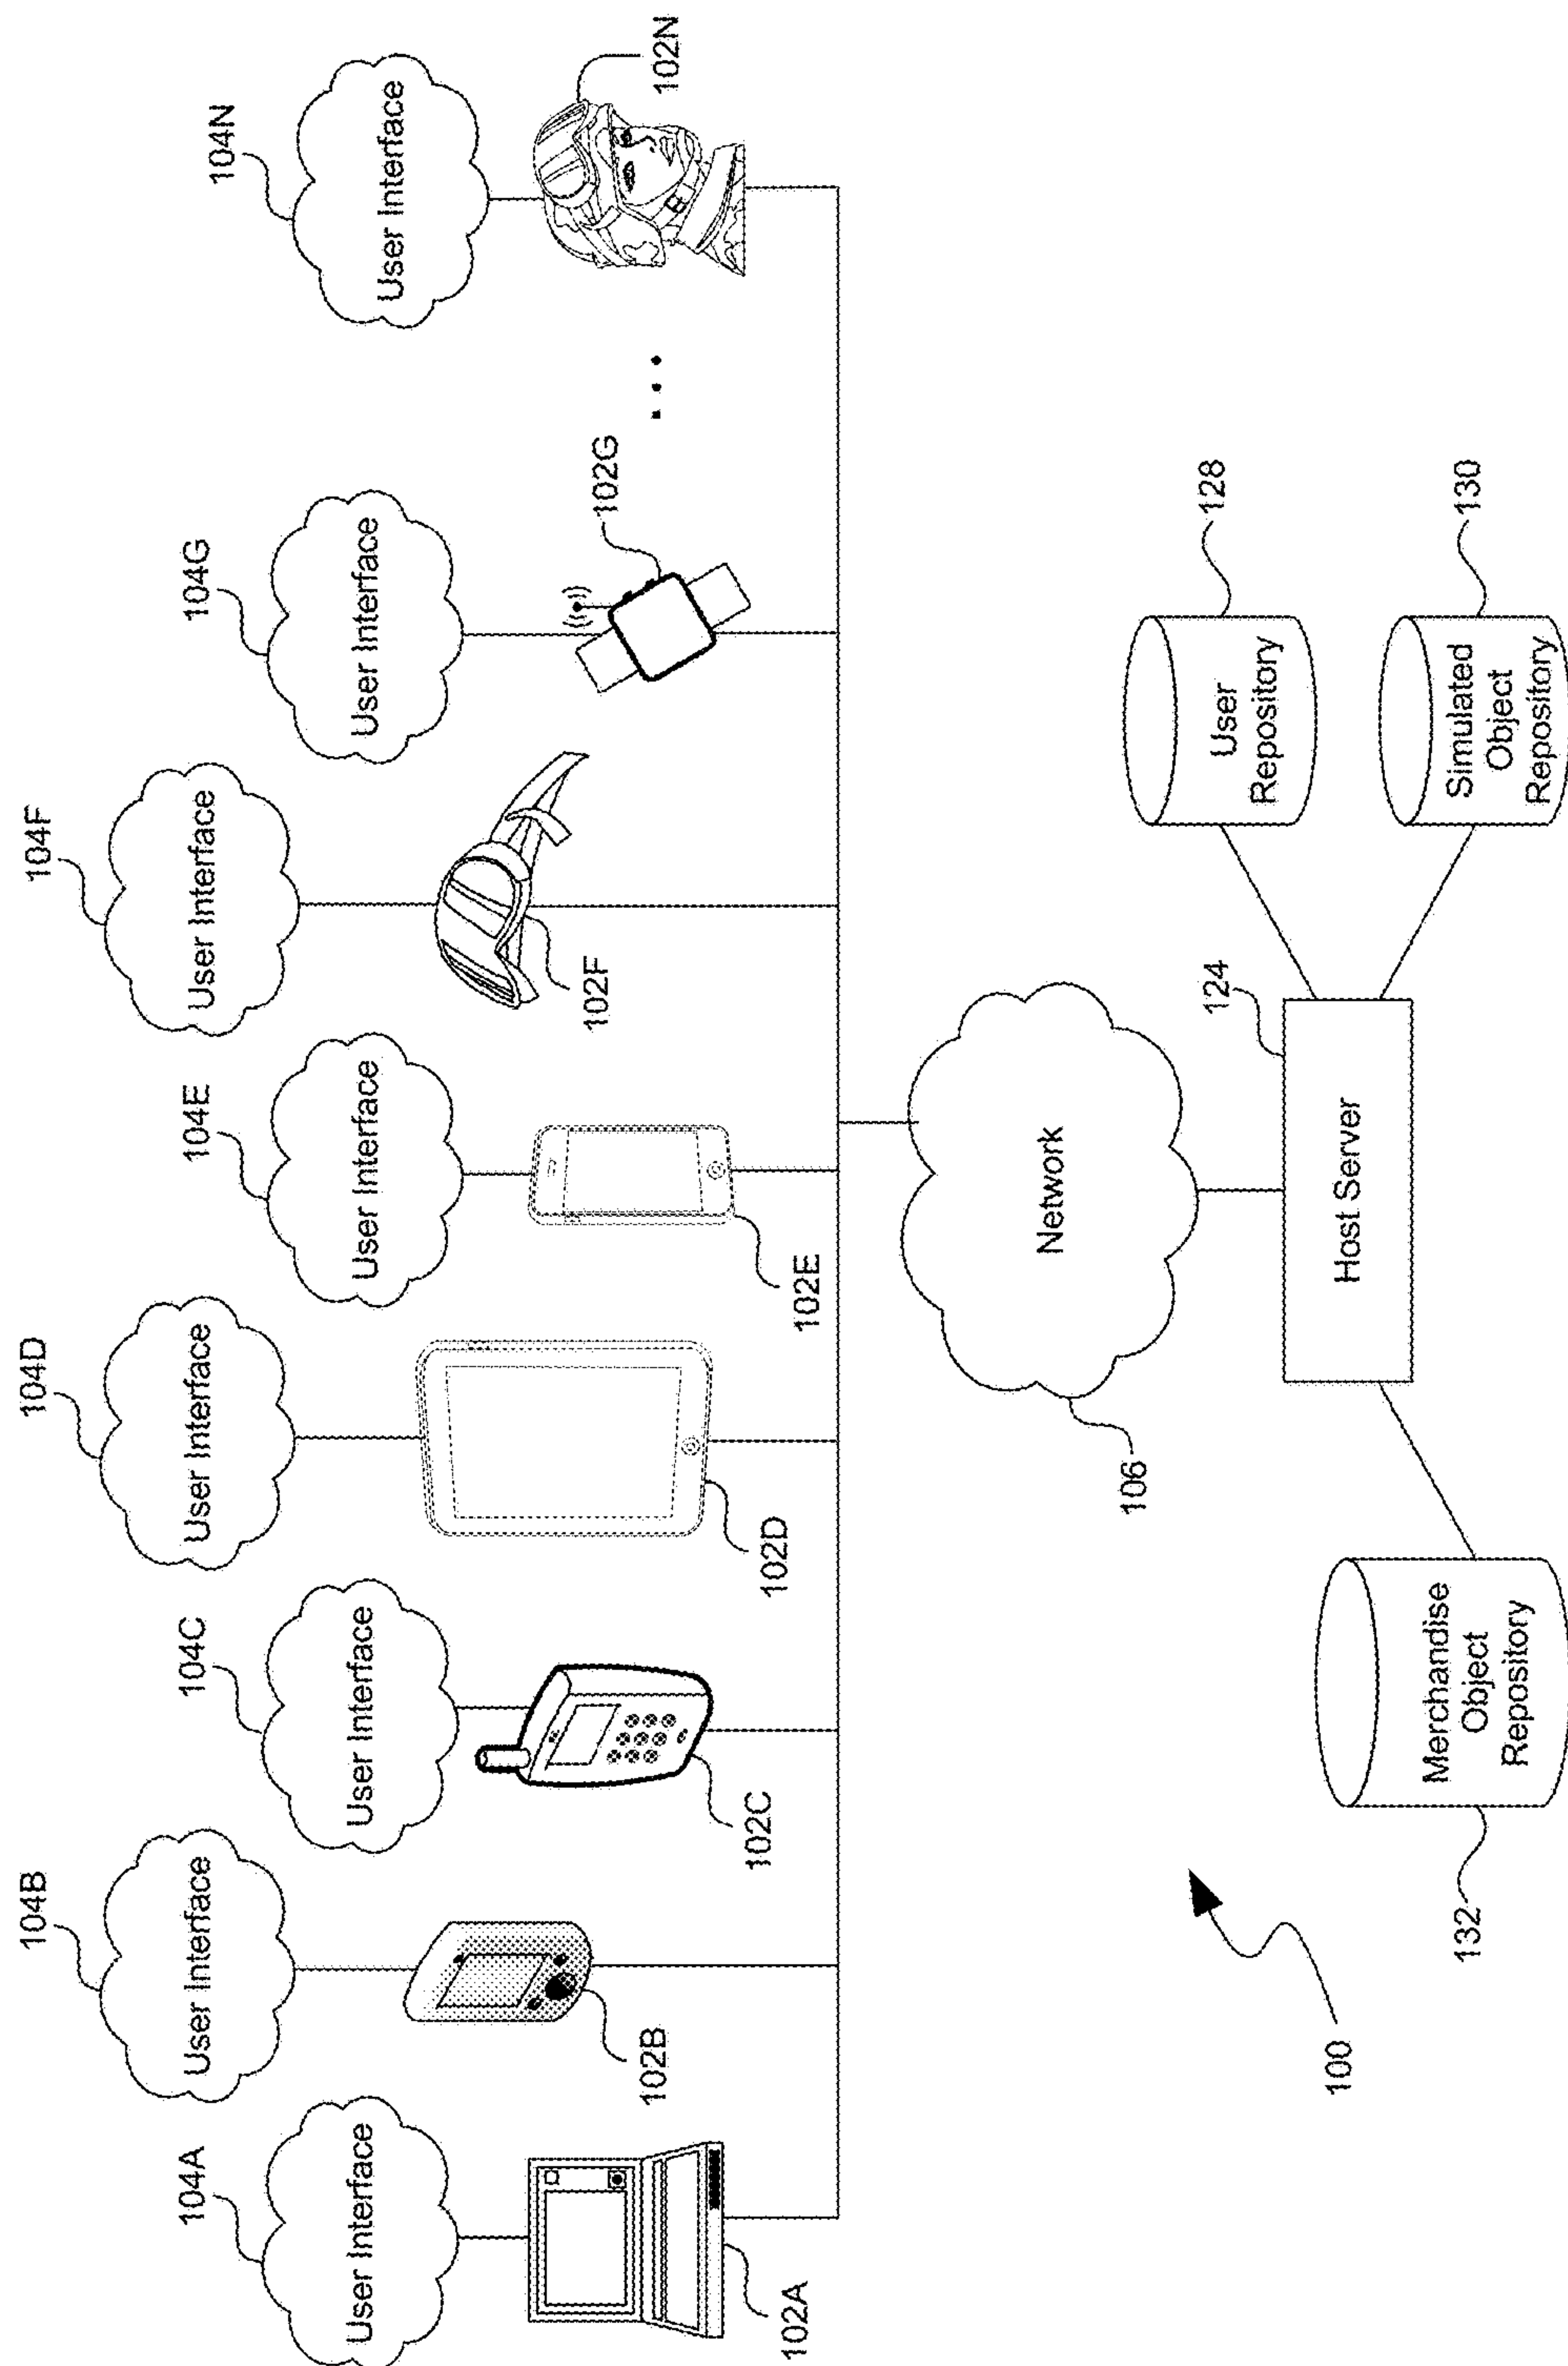 104A
User Interface
102A
104B
User Interface
102B
104C
User Interface
102C
104D
User Interface
102D
104E
User Interface
102E
104F
User Interface
102F
104G
User Interface
102G
...
104N
User Interface
102N
Network
106
Host Server
124
User
Repository
128
Simulated
Object
Repository
130
Merchandise
Object
Repository
132
100